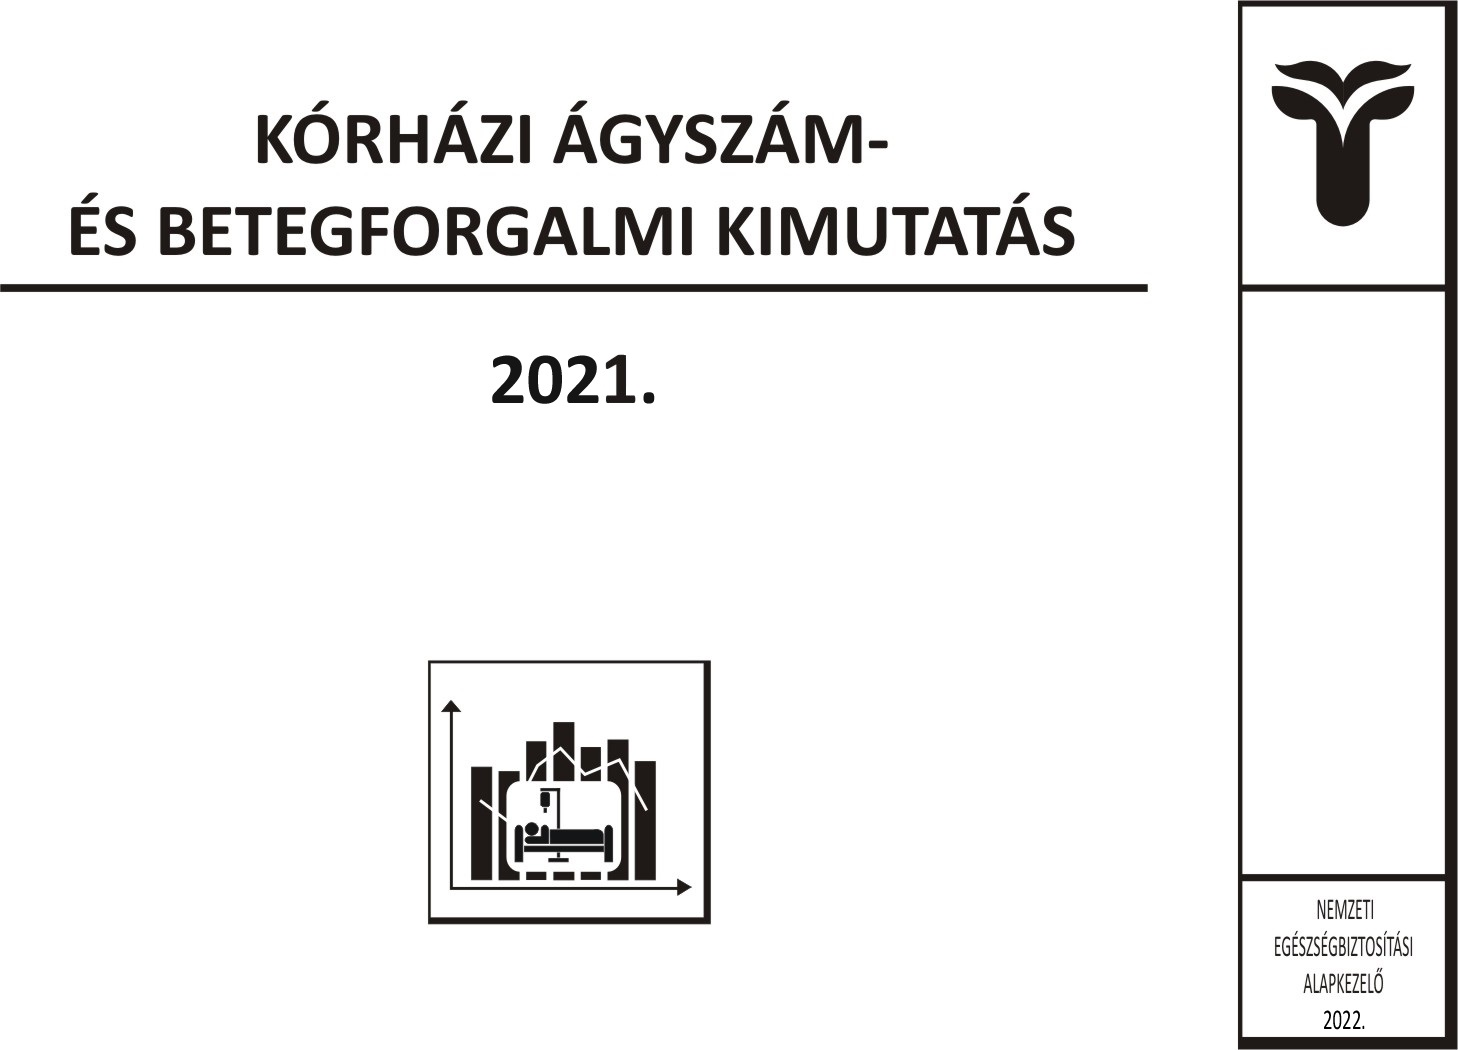 KÓRHÁZI ÁGYSZÁM-
ÉS BETEGFORGALMI KIMUTATÁS
2021.
NEMZETI
EGÉSZSÉGBIZTOSÍTÁSI
ALAPKEZELŐ
2022.